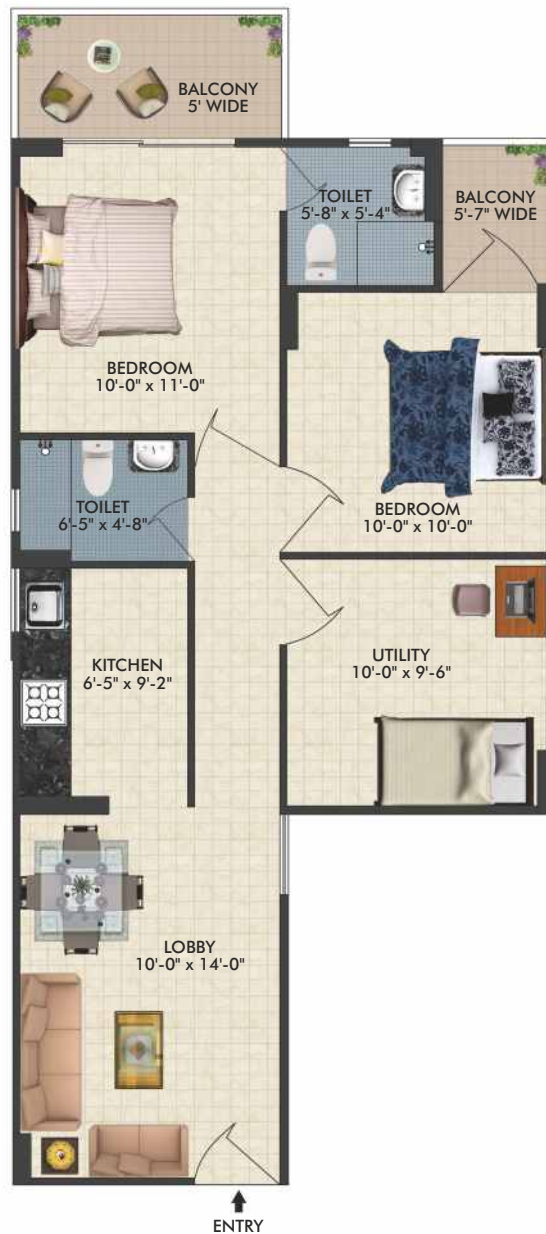 BALCONY
5' WIDE
TOILET
5'-8" x 5'-4"
BALCONY
5'-7" WIDE
BEDROOM
10'-0" x 11'-0"
TOILET
6'-5" x 4'-8"
BEDROOM
10'-0" x 10'-0"
KITCHEN
6'-5" x 9'-2"
UTILITY
10'-0" x 9'-6"
LOBBY
10'-0" x 14'-0"
ENTRY